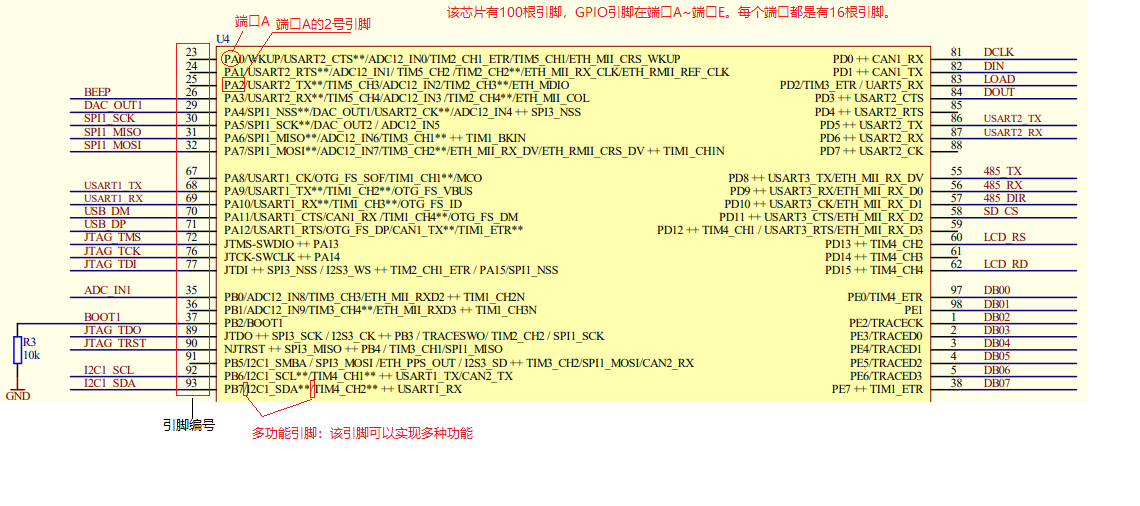 该芯片有100根引脚，GPIO引脚在端口A~端口E。每个端口都是有16根引脚。
端口A 端口A的2号引脚
U4
23 PA0/WKUP/USART2_CTS**/ADC12_IN0/TIM2_CH1_ETR/TIM5_CH1/ETH_MII_CRS_WKUP PD0 ++ CAN1_RX 81 DCLK
24 PA1/USART2_RTS**/ADC12_IN1/ TIM5_CH2 /TIM2_CH2**/ETH_MII_RX_CLK/ETH_RMII_REF_CLK PD1 ++ CAN1_TX 82 DIN
25 PA2/USART2_TX**/TIM5_CH3/ADC12_IN2/TIM2_CH3**/ETH_MDIO PD2/TIM3_ETR / UART5_RX 83 LOAD
BEEP 26 PA3/USART2_RX**/TIM5_CH4/ADC12_IN3 /TIM2_CH4**/ETH_MII_COL PD3 ++ USART2_CTS 84 DOUT
DAC_OUT1 29 PA4/SPI1_NSS**/DAC_OUT1/USART2_CK**/ADC12_IN4 ++ SPI3_NSS PD4 ++ USART2_RTS 85
SPI1_SCK 30 PA5/SPI1_SCK**/DAC_OUT2 / ADC12_IN5 PD5 ++ USART2_TX 86 USART2_TX
SPI1_MISO 31 PA6/SPI1_MISO**/ADC12_IN6/TIM3_CH1** ++ TIM1_BKIN PD6 ++ USART2_RX 87 USART2_RX
SPI1_MOSI 32 PA7/SPI1_MOSI**/ADC12_IN7/TIM3_CH2**/ETH_MII_RX_DV/ETH_RMII_CRS_DV ++ TIM1_CH1N PD7 ++ USART2_CK 88
67 PA8/USART1_CK/OTG_FS_SOF/TIM1_CH1**/MCO PD8 ++ USART3_TX/ETH_MII_RX_DV 55 485_TX
USART1_TX 68 PA9/USART1_TX**/TIM1_CH2**/OTG_FS_VBUS PD9 ++ USART3_RX/ETH_MII_RX_D0 56 485_RX
USART1_RX 69 PA10/USART1_RX**/TIM1_CH3**/OTG_FS_ID PD10 ++ USART3_CK/ETH_MII_RX_D1 57 485_DIR
USB_DM 70 PA11/USART1_CTS/CAN1_RX /TIM1_CH4**/OTG_FS_DM PD11 ++ USART3_CTS/ETH_MII_RX_D2 58 SD_CS
USB_DP 71 PA12/USART1_RTS/OTG_FS_DP/CAN1_TX**/TIM1_ETR** PD12 ++ TIM4_CH1 / USART3_RTS/ETH_MII_RX_D3 59
JTAG_TMS 72 JTMS-SWDIO ++ PA13 PD13 ++ TIM4_CH2 60 LCD_RS
JTAG_TCK 76 JTCK-SWCLK ++ PA14 PD14 ++ TIM4_CH3 61
JTAG_TDI 77 JTDI ++ SPI3_NSS / I2S3_WS ++ TIM2_CH1_ETR / PA15/SPI1_NSS PD15 ++ TIM4_CH4 62 LCD_RD
ADC_IN1 35 PB0/ADC12_IN8/TIM3_CH3/ETH_MII_RXD2 ++ TIM1_CH2N PE0/TIM4_ETR 97 DB00
36 PB1/ADC12_IN9/TIM3_CH4**/ETH_MII_RXD3 ++ TIM1_CH3N PE1 98 DB01
BOOT1 37 PB2/BOOT1 PE2/TRACECK 1 DB02
JTAG_TDO 89 JTDO ++ SPI3_SCK / I2S3_CK ++ PB3 / TRACESWO/ TIM2_CH2 / SPI1_SCK PE3/TRACED0 2 DB03
JTAG_TRST 90 NJTRST ++ SPI3_MISO ++ PB4 / TIM3_CH1/SPI1_MISO PE4/TRACED1 3 DB04
R3
10k
91 PB5/I2C1_SMBA / SPI3_MOSI /ETH_PPS_OUT / I2S3_SD ++ TIM3_CH2/SPI1_MOSI/CAN2_RX PE5/TRACED2 4 DB05
I2C1_SCL 92 PB6/I2C1_SCL**/TIM4_CH1** ++ USART1_TX/CAN2_TX PE6/TRACED3 5 DB06
I2C1_SDA 93 PB7/I2C1_SDA**/TIM4_CH2** ++ USART1_RX PE7 ++ TIM1_ETR 38 DB07
GND
引脚编号
多功能引脚：该引脚可以实现多种功能